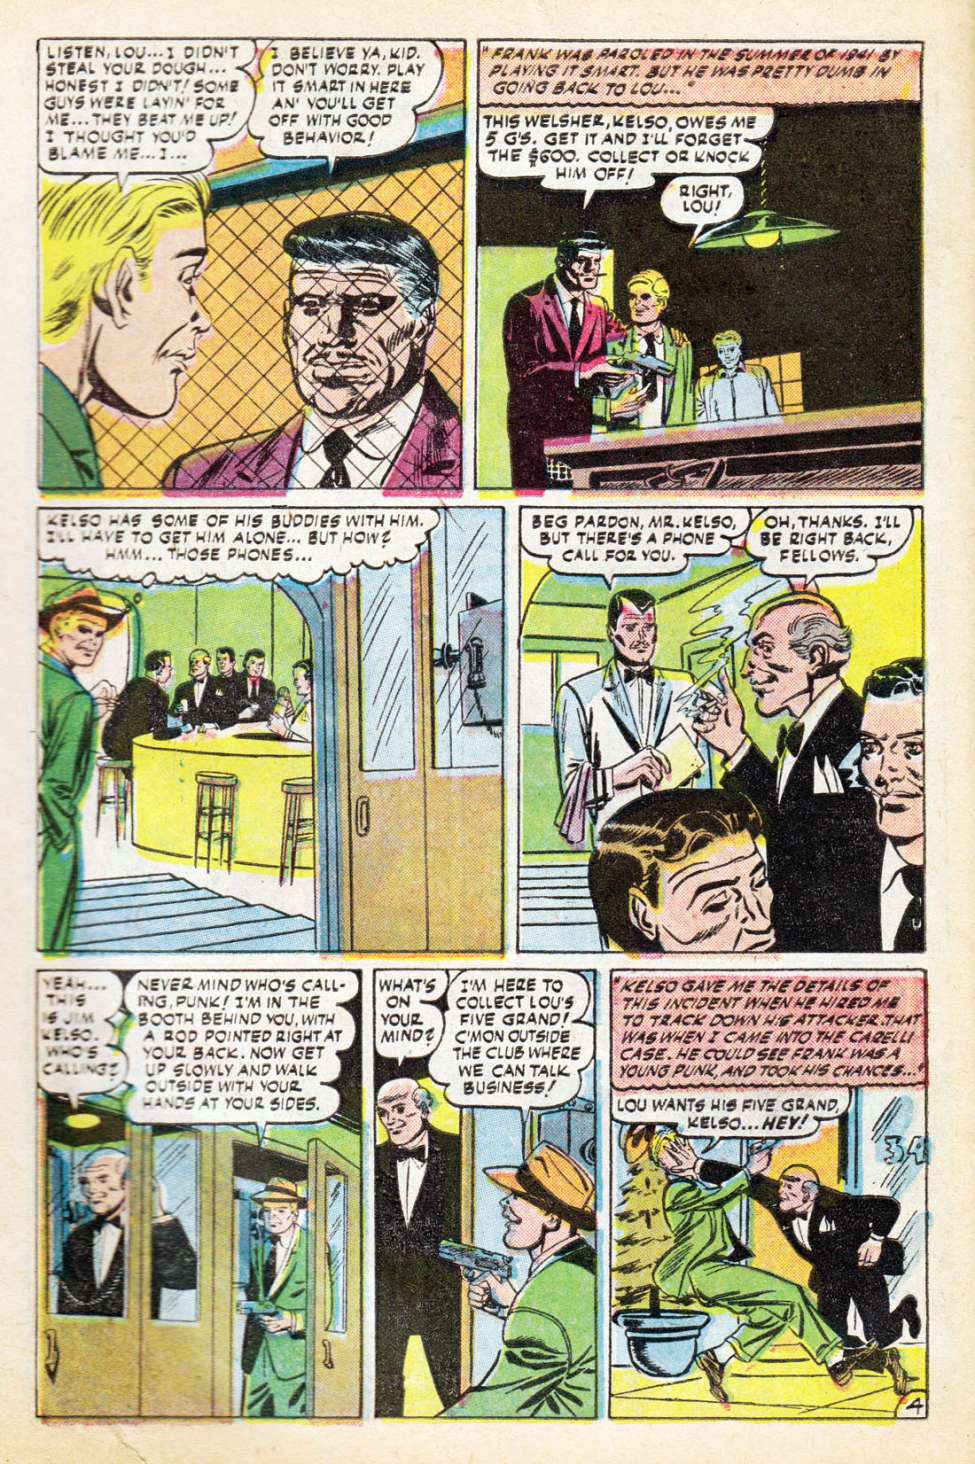 LISTEN, LOU...I DIDN'T
STEAL YOUR DOUGH...
HONEST I DIDN'T! SOME
GUYS WERE LAYIN' FOR
ME...THEY BEAT ME UP!
I THOUGHT YOU'D
BLAME ME...I...
I BELIEVE YA, KID.
DON'T WORRY. PLAY
IT SMART IN HERE
AN' YOU'LL GET
OFF WITH GOOD
BEHAVIOR!
"FRANK WAS PAROLED IN THE SUMMER OF 1941 BY
PLAYING IT SMART. BUT HE WAS PRETTY DUMB IN
GOING BACK TO LOU..."
THIS WELSHER, KELSO, OWES ME
5 G'S. GET IT AND I'LL FORGET
THE $600. COLLECT OR KNOCK
HIM OFF!
RIGHT,
LOU!
KELSO HAS SOME OF HIS BUDDIES WITH HIM.
I'LL HAVE TO GET HIM ALONE... BUT HOW?
HMM... THOSE PHONES...
BEG PARDON, MR. KELSO,
BUT THERE'S A PHONE
CALL FOR YOU.
OH, THANKS. I'LL
BE RIGHT BACK,
FELLOWS.
YEAH...
THIS
IS JIM
KELSO.
WHO'S
CALLING?
NEVER MIND WHO'S CALL-
ING, PUNK! I'M IN THE
BOOTH BEHIND YOU, WITH
A ROD POINTED RIGHT AT
YOUR BACK. NOW GET
UP SLOWLY AND WALK
OUTSIDE WITH YOUR
HANDS AT YOUR SIDES.
WHAT'S
ON
YOUR
MIND?
I'M HERE TO
COLLECT LOU'S
FIVE GRAND!
C'MON OUTSIDE
THE CLUB WHERE
WE CAN TALK
BUSINESS!
"KELSO GAVE ME THE DETAILS OF
THIS INCIDENT WHEN HE HIRED ME
TO TRACK DOWN HIS ATTACKER. THAT
WAS WHEN I CAME INTO THE CARELLI
CASE. HE COULD SEE FRANK WAS A
YOUNG PUNK, AND TOOK HIS CHANCES..."
LOU WANTS HIS FIVE GRAND,
KELSO...HEY!
34
4